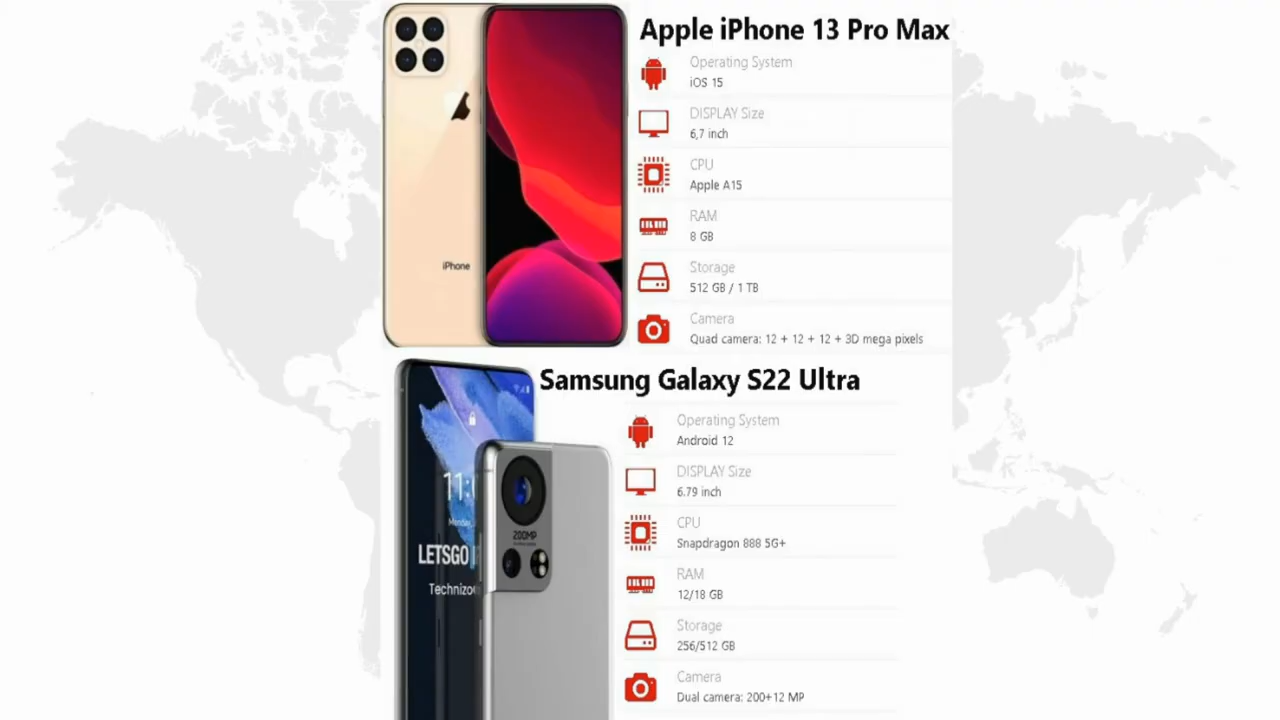 Apple iPhone 13 Pro Max
Operating System
iOS 15
DISPLAY Size
6,7 inch
CPU
Apple A15
RAM
8 GB
Storage
512 GB / 1 TB
Camera
Quad camera: 12 + 12 + 12 + 3D mega pixels
iPhone
Samsung Galaxy S22 Ultra
Operating System
Android 12
DISPLAY Size
6.79 inch
CPU
Snapdragon 888 5G+
RAM
12/18 GB
Storage
256/512 GB
Camera
Dual camera: 200+12 MP
11:
Monday,
LETSGO
200MP